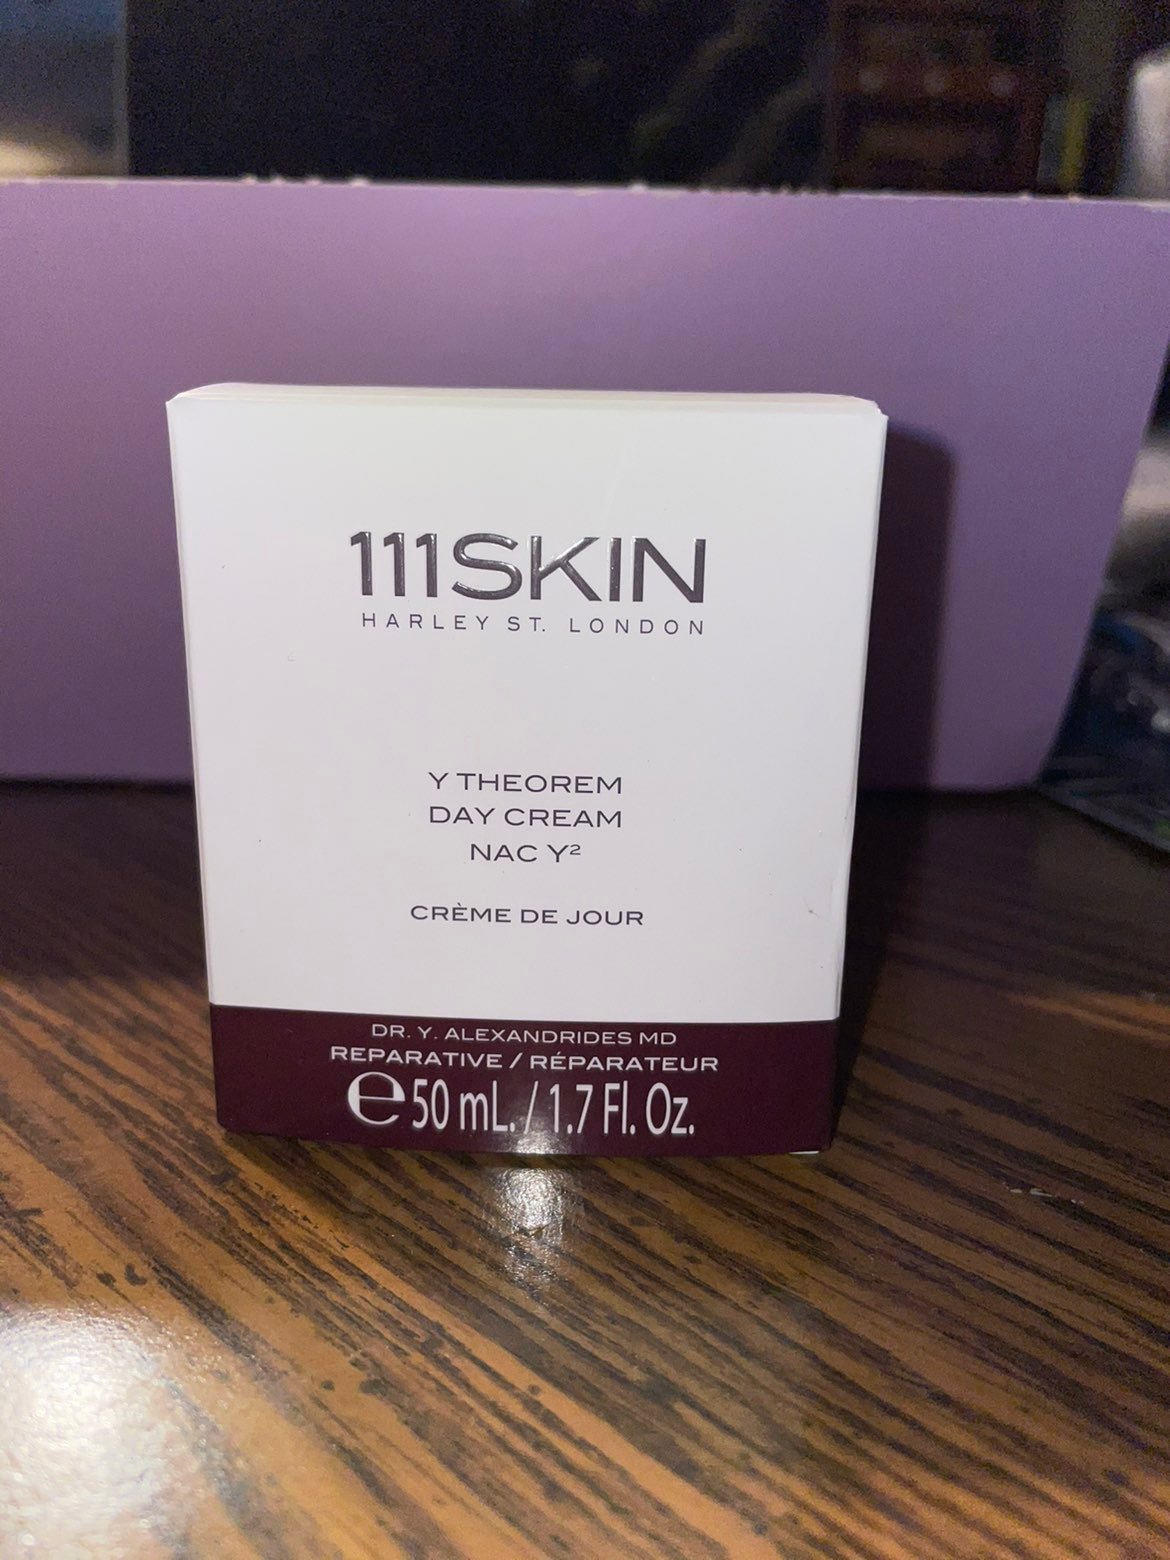 111SKIN
HARLEY ST. LONDON
Y THEOREM
DAY CREAM
NAC Y²
CRÈME DE JOUR
DR. Y. ALEXANDRIDES MD
REPARATIVE / RÉPARATEUR
℮ 50 mL. / 1.7 Fl. Oz.